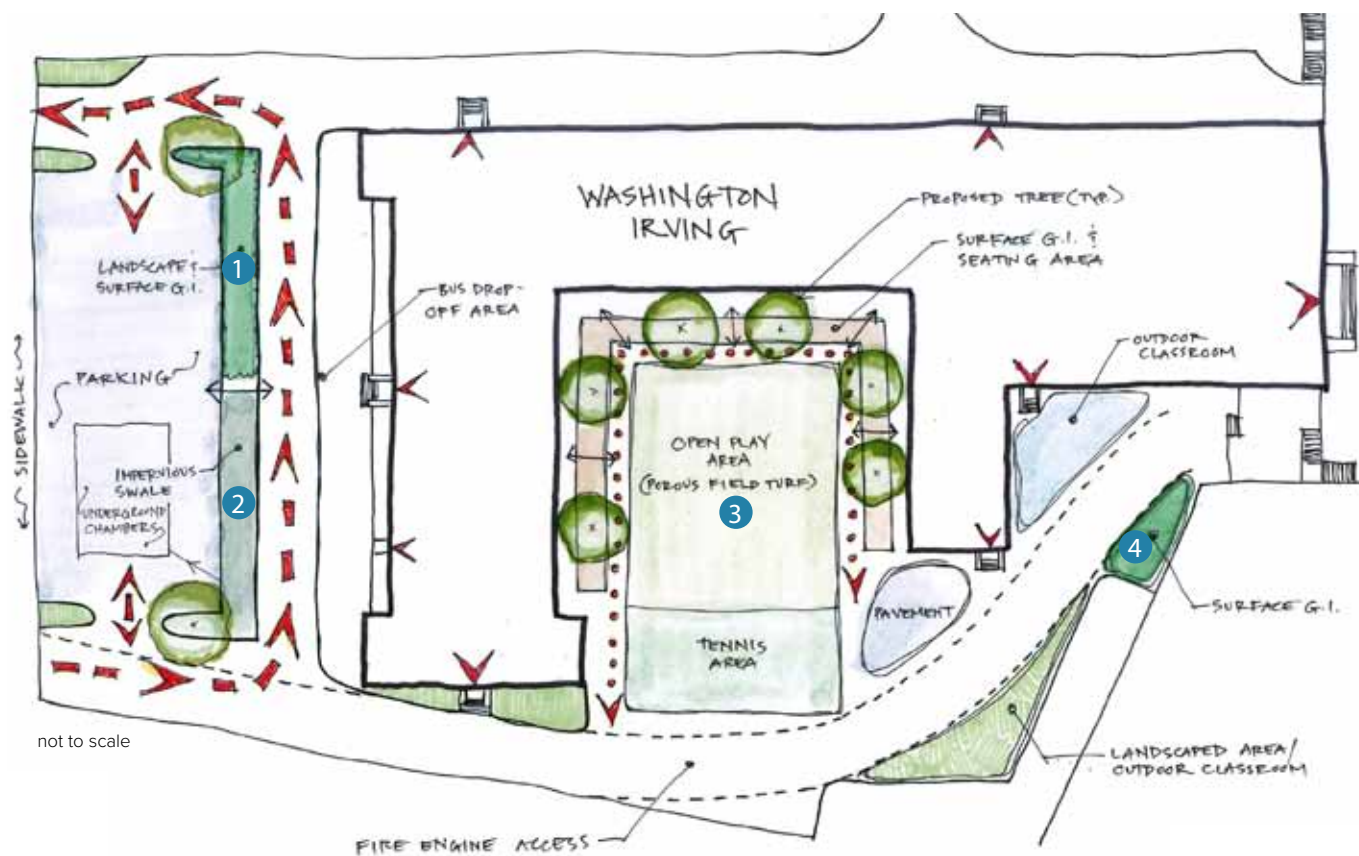 WASHINGTON
IRVING
PROPOSED TREE (TYP.)
SURFACE G.I. &
SEATING AREA
LANDSCAPE &
SURFACE G.I.
1
BUS DROP-
OFF AREA
OUTDOOR
CLASSROOM
SIDEWALK
PARKING
OPEN PLAY
AREA
(POROUS FIELD TURF)
3
IMPERVIOUS
SWALE
2
UNDERGROUND
CHAMBERS
4
SURFACE G.I.
PAVEMENT
TENNIS
AREA
not to scale
LANDSCAPED AREA/
OUTDOOR CLASSROOM
FIRE ENGINE ACCESS